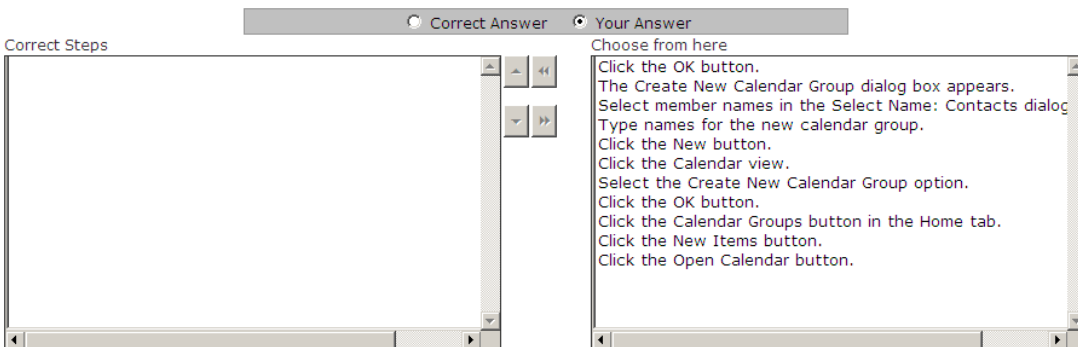 Correct Answer Your Answer
Correct Steps
Choose from here
Click the OK button.
The Create New Calendar Group dialog box appears.
Select member names in the Select Name: Contacts dialog
Type names for the new calendar group.
Click the New button.
Click the Calendar view.
Select the Create New Calendar Group option.
Click the OK button.
Click the Calendar Groups button in the Home tab.
Click the New Items button.
Click the Open Calendar button.